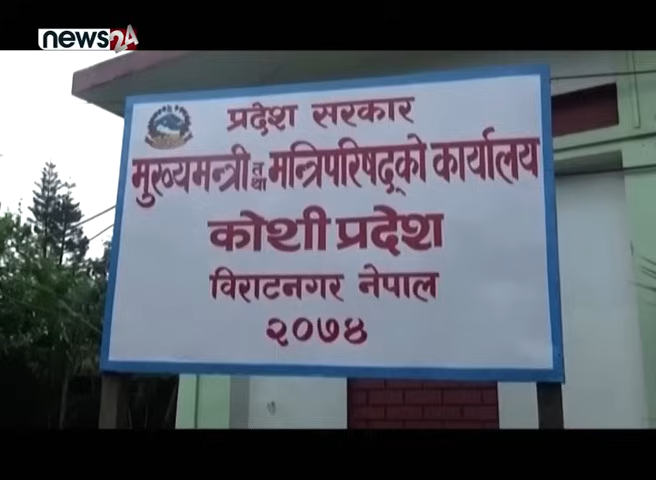 news24
प्रदेश सरकार
मुख्यमन्त्री तथा मन्त्रिपरिषद्को कार्यालय
कोशी प्रदेश
विराटनगर नेपाल
२०७४